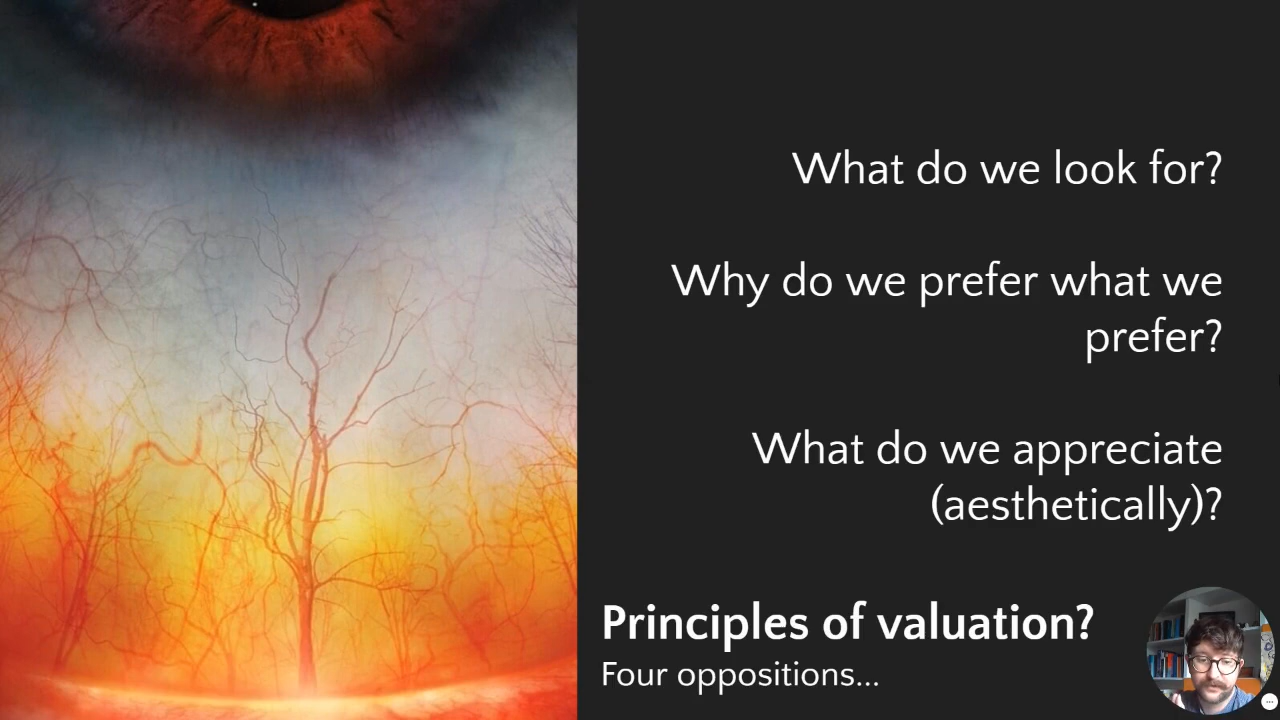 What do we look for?
Why do we prefer what we
prefer?
What do we appreciate
(aesthetically)?
Principles of valuation?
Four oppositions...